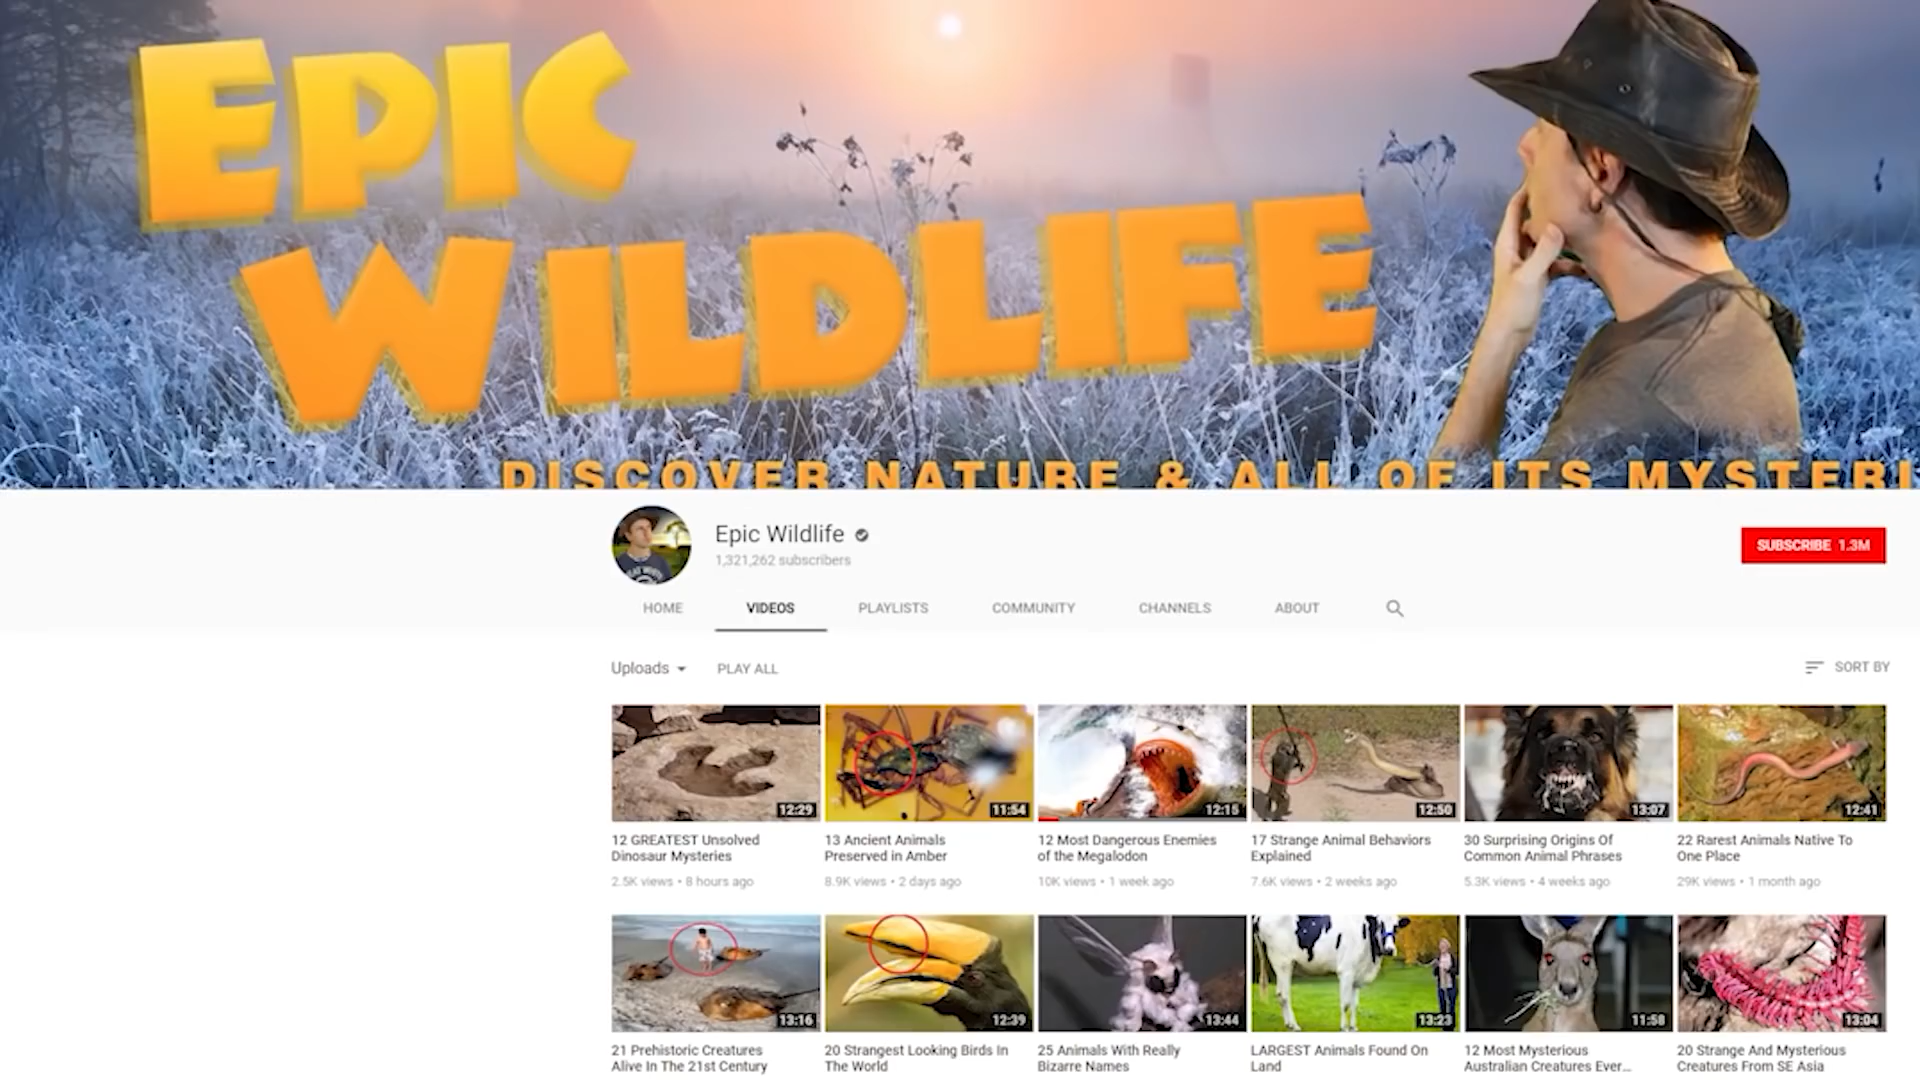 EPIC
WILDLIFE
DISCOVER NATURE & ALL OF ITS MYSTERI
Epic Wildlife
1,321,262 subscribers
SUBSCRIBE 1.3M
HOME VIDEOS PLAYLISTS COMMUNITY CHANNELS ABOUT
Uploads PLAY ALL SORT BY
12:29 11:54 12:15 12:50 13:07 12:41
12 GREATEST Unsolved
Dinosaur Mysteries
2.5K views • 8 hours ago
13 Ancient Animals
Preserved in Amber
8.9K views • 2 days ago
12 Most Dangerous Enemies
of the Megalodon
10K views • 1 week ago
17 Strange Animal Behaviors
Explained
7.6K views • 2 weeks ago
30 Surprising Origins Of
Common Animal Phrases
5.3K views • 4 weeks ago
22 Rarest Animals Native To
One Place
29K views • 1 month ago
13:16 12:39 13:44 13:23 11:58 13:04
21 Prehistoric Creatures
Alive In The 21st Century
20 Strangest Looking Birds In
The World
25 Animals With Really
Bizarre Names
LARGEST Animals Found On
Land
12 Most Mysterious
Australian Creatures Ever...
20 Strange And Mysterious
Creatures From SE Asia